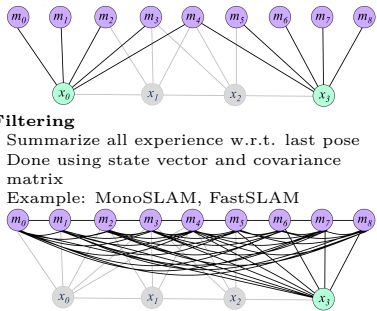 m0 m1 m2 m3 m4 m5 m6 m7 m8
x0 x1 x2 x3
Filtering
Summarize all experience w.r.t. last pose
Done using state vector and covariance
matrix
Example: MonoSLAM, FastSLAM
m0 m1 m2 m3 m4 m5 m6 m7 m8
x0 x1 x2 x3